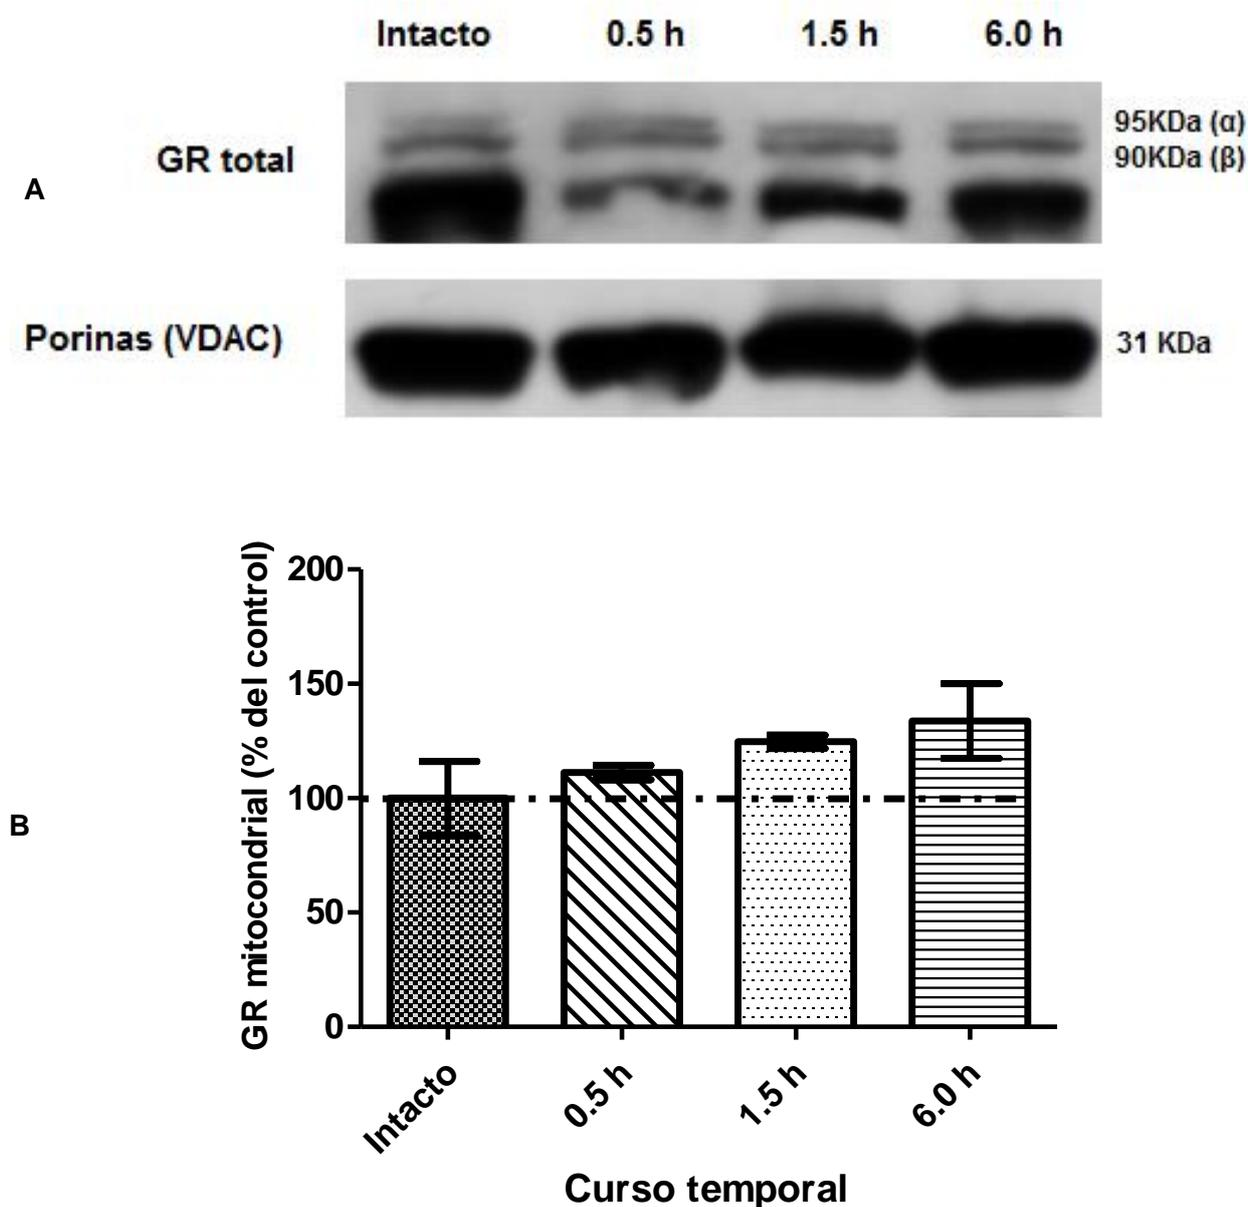 Intacto 0.5 h 1.5 h 6.0 h
A
GR total
95KDa (α)
90KDa (β)
Porinas (VDAC)
31 KDa
B
GR mitocondrial (% del control)
200
150
100
50
0
Intacto 0.5 h 1.5 h 6.0 h
Curso temporal